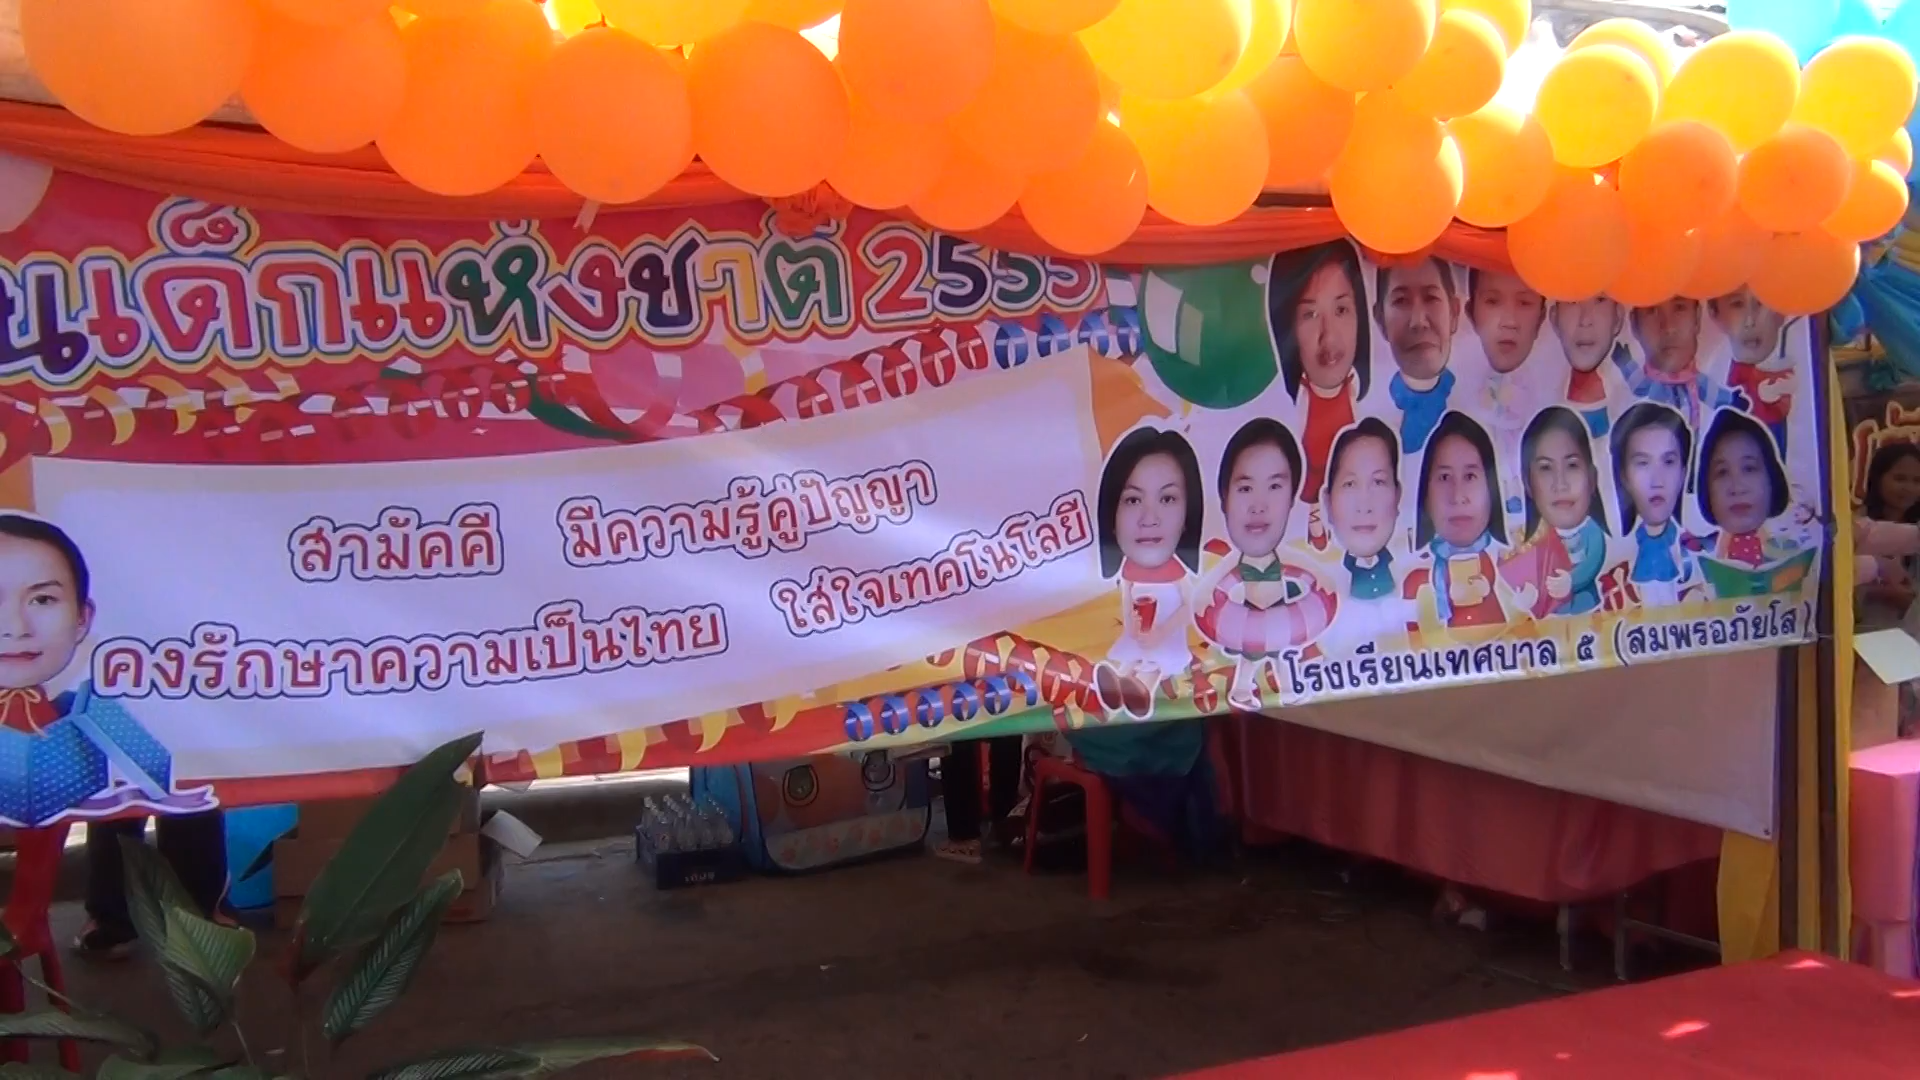 นเด็กแห่งชาติ 2555
สามัคคี มีความรู้คู่ปัญญา
คงรักษาความเป็นไทย ใส่ใจเทคโนโลยี
โรงเรียนเทศบาล ๕ (สมพรอภัยโส)